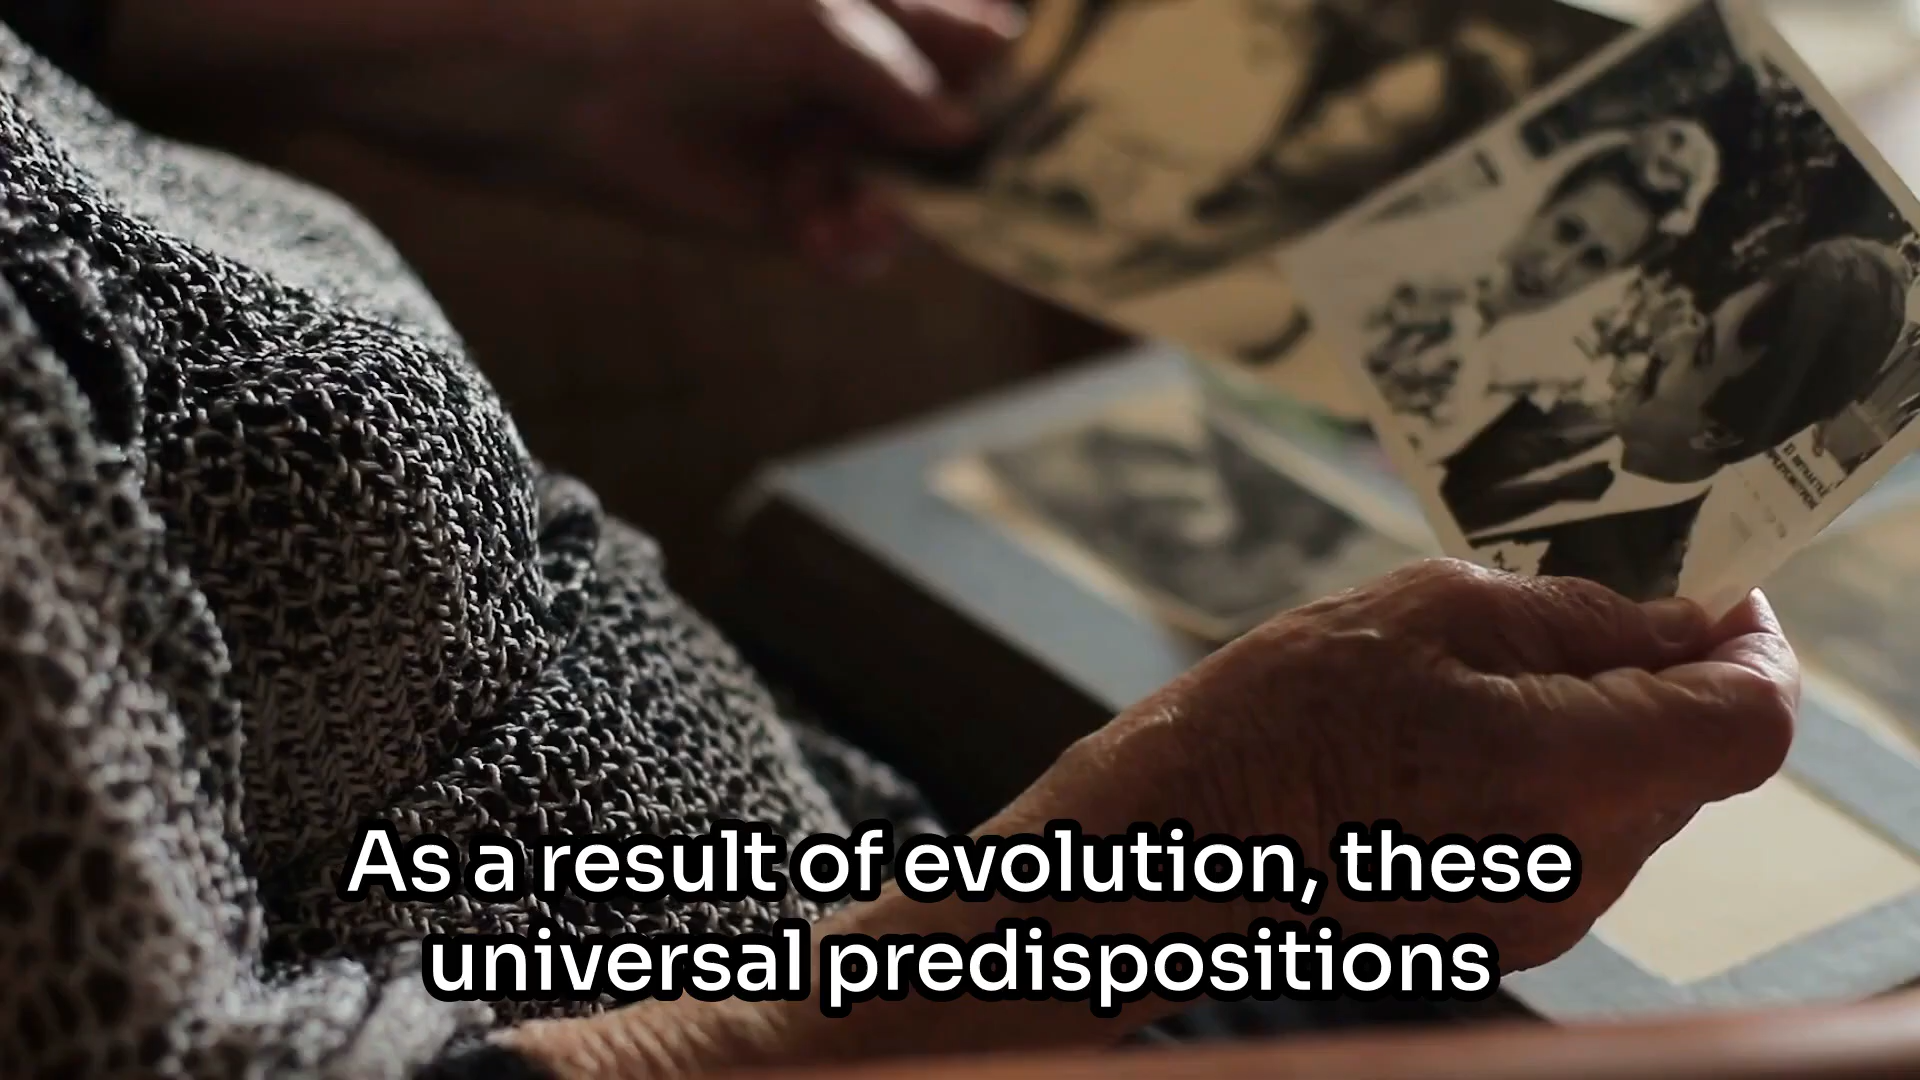 As a result of evolution, these
universal predispositions